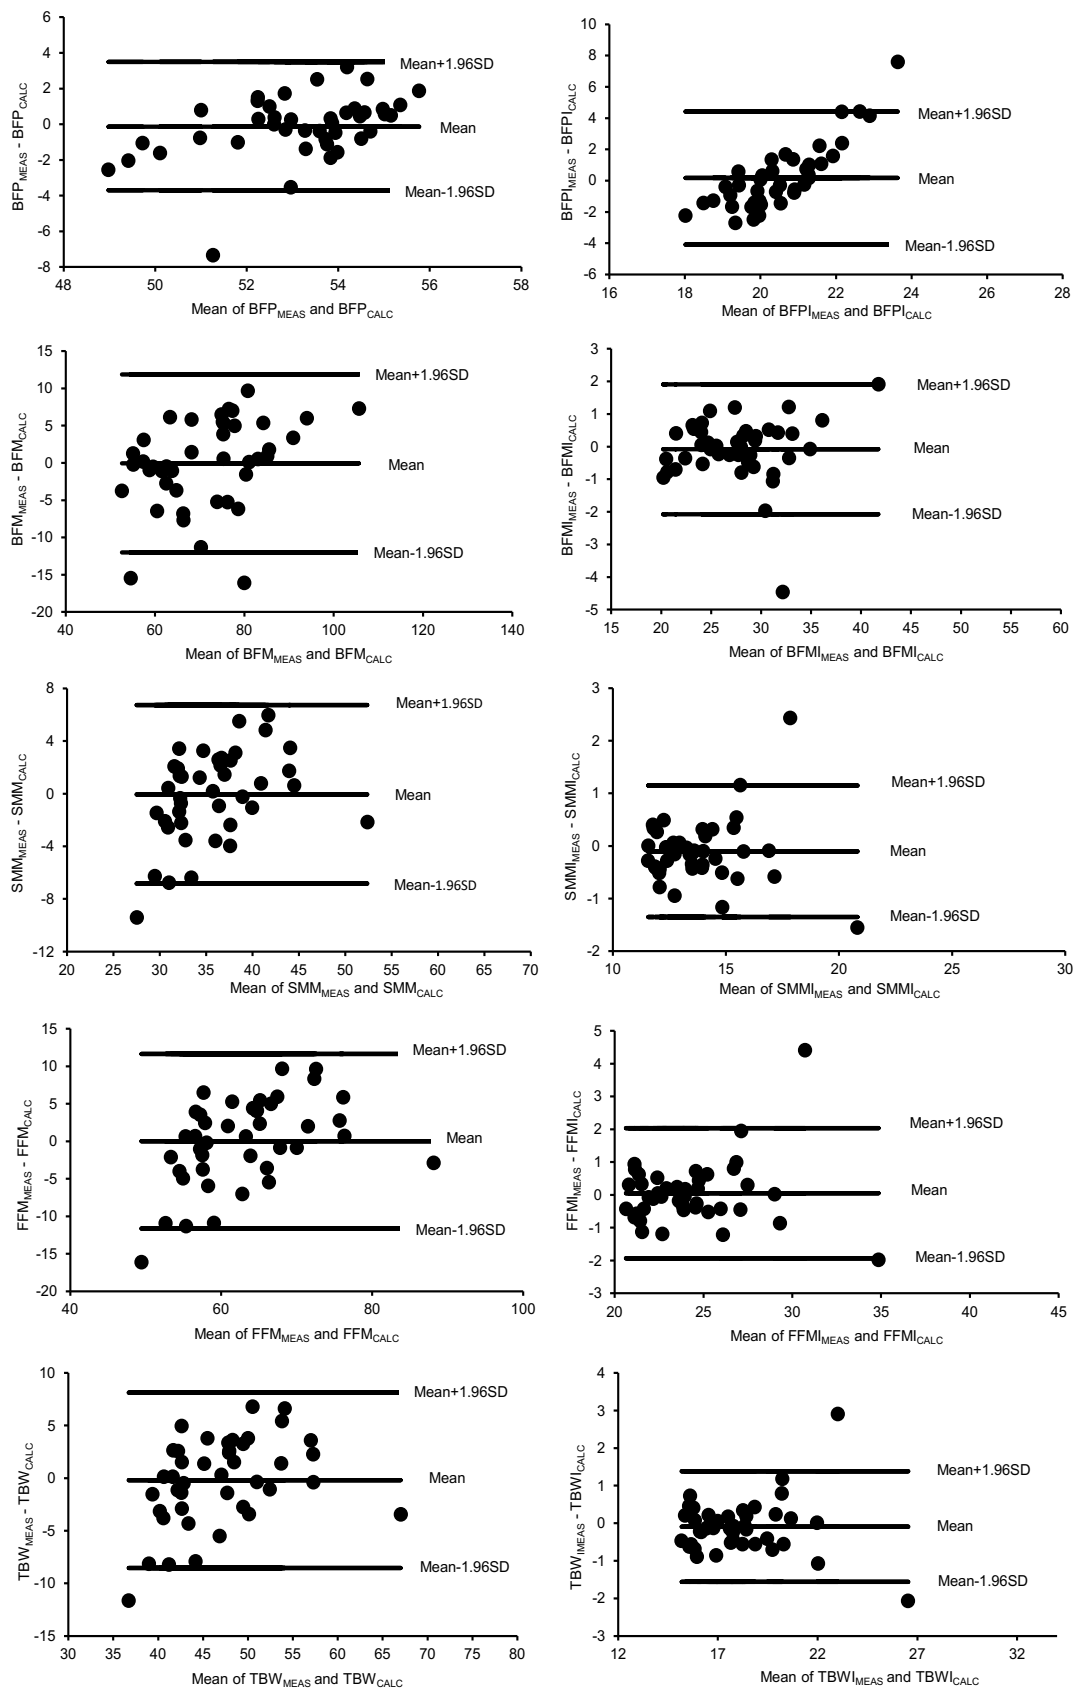 6
4
2
0
-2
-4
-6
-8
BFPMEAS - BFPCALC
Mean+1.96SD
Mean
Mean-1.96SD
48 50 52 54 56 58
Mean of BFPMEAS and BFPCALC
10
8
6
4
2
0
-2
-4
-6
BFPIMEAS - BFPICALC
Mean+1.96SD
Mean
Mean-1.96SD
16 18 20 22 24 26 28
Mean of BFPIMEAS and BFPICALC
15
10
5
0
-5
-10
-15
-20
BFMMEAS - BFMCALC
Mean+1.96SD
Mean
Mean-1.96SD
40 60 80 100 120 140
Mean of BFMMEAS and BFMCALC
3
2
1
0
-1
-2
-3
-4
-5
BFMIMEAS - BFMICALC
Mean+1.96SD
Mean
Mean-1.96SD
15 20 25 30 35 40 45 50 55 60
Mean of BFMIMEAS and BFMICALC
8
4
0
-4
-8
-12
SMMMEAS - SMMCALC
Mean+1.96SD
Mean
Mean-1.96SD
20 25 30 35 40 45 50 55 60 65 70
Mean of SMMMEAS and SMMCALC
3
2
1
0
-1
-2
SMMIMEAS - SMMICALC
Mean+1.96SD
Mean
Mean-1.96SD
10 15 20 25 30
Mean of SMMIMEAS and SMMICALC
15
10
5
0
-5
-10
-15
-20
FFMMEAS - FFMCALC
Mean+1.96SD
Mean
Mean-1.96SD
40 60 80 100
Mean of FFMMEAS and FFMCALC
5
4
3
2
1
0
-1
-2
-3
FFMIMEAS - FFMICALC
Mean+1.96SD
Mean
Mean-1.96SD
20 25 30 35 40 45
Mean of FFMIMEAS and FFMICALC
10
5
0
-5
-10
-15
TBWMEAS - TBWCALC
Mean+1.96SD
Mean
Mean-1.96SD
30 35 40 45 50 55 60 65 70 75 80
Mean of TBWMEAS and TBWCALC
4
3
2
1
0
-1
-2
-3
TBWIMEAS - TBWICALC
Mean+1.96SD
Mean
Mean-1.96SD
12 17 22 27 32
Mean of TBWIMEAS and TBWICALC